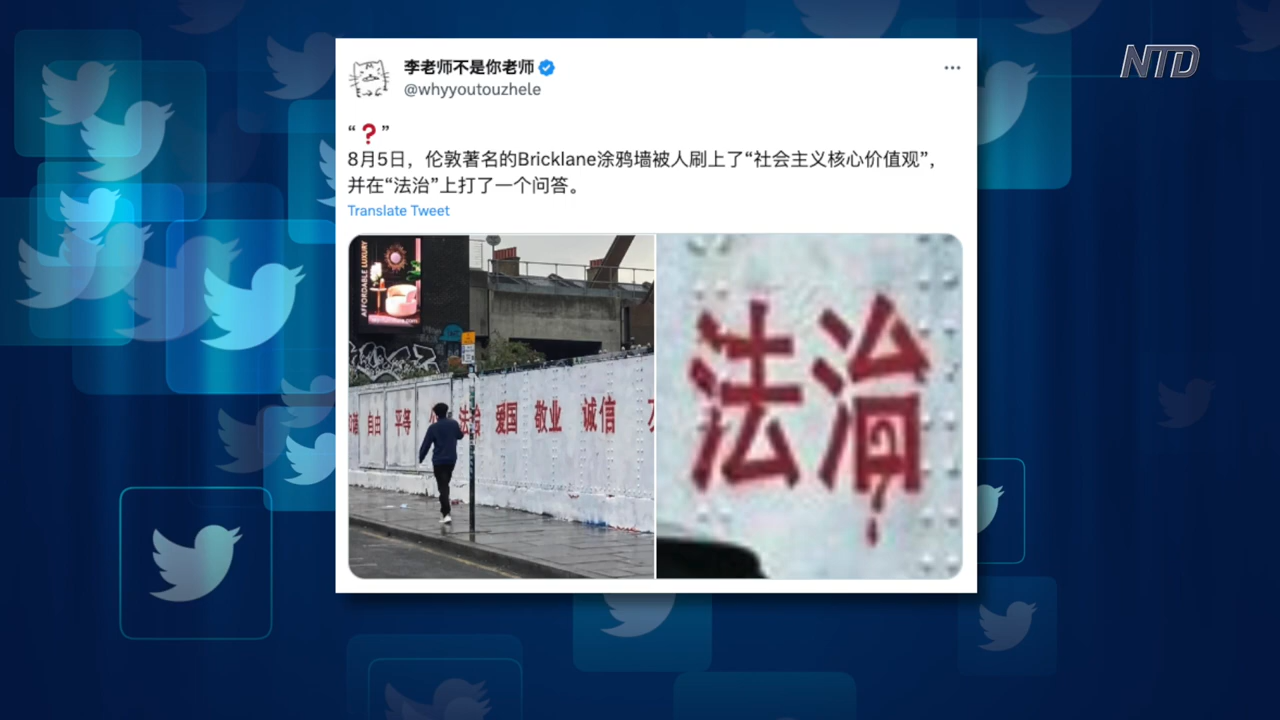 NTD
李老师不是你老师
@whyyoutouzhele
“❓”
8月5日，伦敦著名的Bricklane涂鸦墙被人刷上了“社会主义核心价值观”，
并在“法治”上打了一个问答。
Translate Tweet
AFFORDABLE LUXURY
自由 平等 法治 爱国 敬业 诚信
法治
?